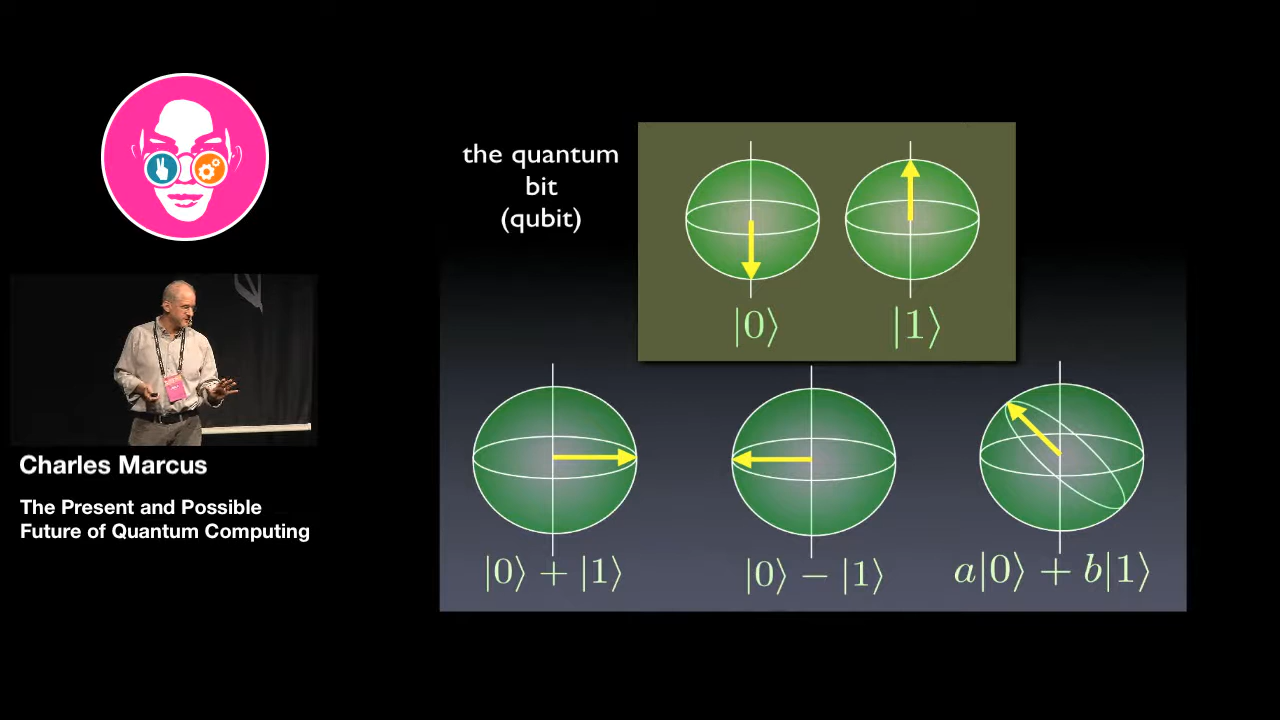 the quantum
bit
(qubit)
|0⟩
|1⟩
|0⟩ + |1⟩
|0⟩ − |1⟩
a|0⟩ + b|1⟩
Charles Marcus
The Present and Possible
Future of Quantum Computing